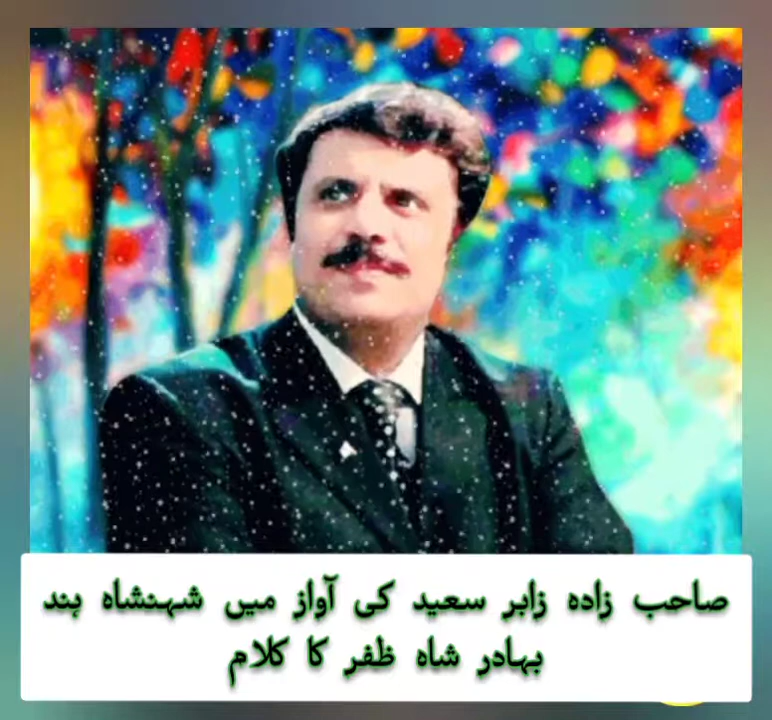 صاحب زادہ زابر سعید کی آواز میں شہنشاہ ہند
بہادر شاہ ظفر کا کلام